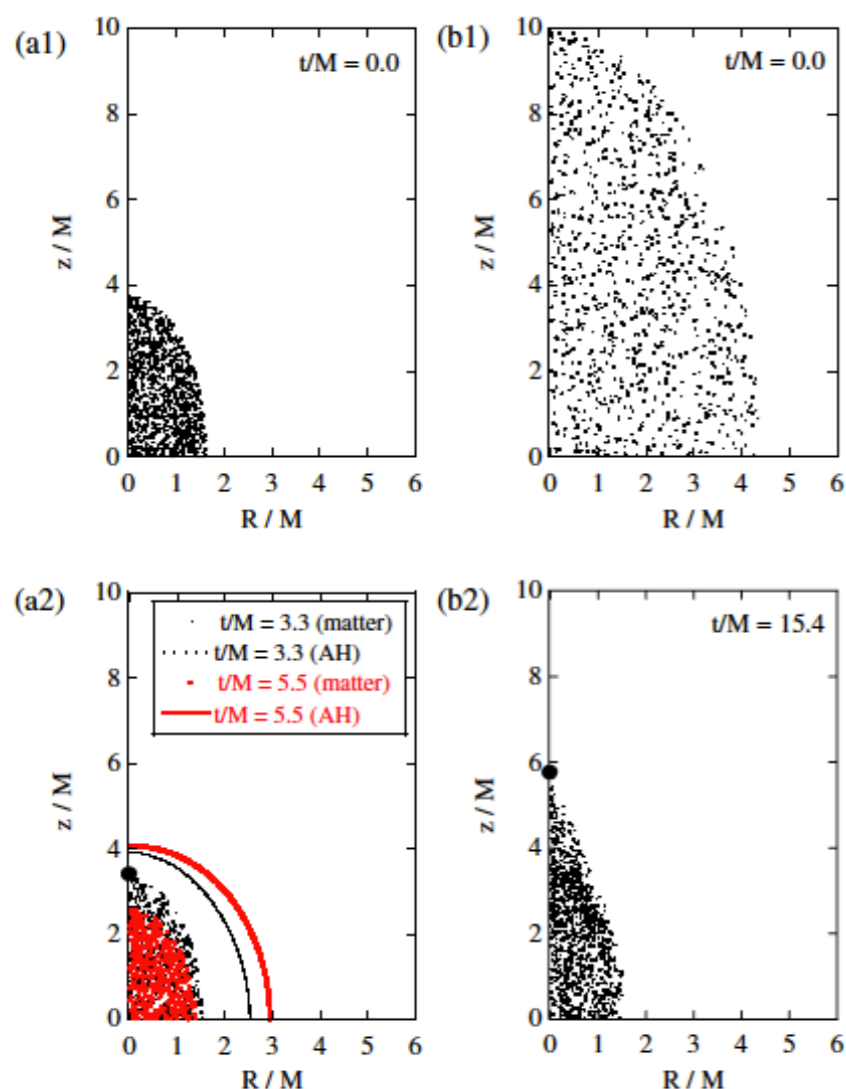 (a1)
t/M = 0.0
10
8
6
4
2
0
z / M
0 1 2 3 4 5 6
R / M
(b1)
t/M = 0.0
10
8
6
4
2
0
z / M
0 1 2 3 4 5 6
R / M
(a2)
t/M = 3.3 (matter)
t/M = 3.3 (AH)
t/M = 5.5 (matter)
t/M = 5.5 (AH)
10
8
6
4
2
0
z / M
0 1 2 3 4 5 6
R / M
(b2)
t/M = 15.4
10
8
6
4
2
0
z / M
0 1 2 3 4 5 6
R / M